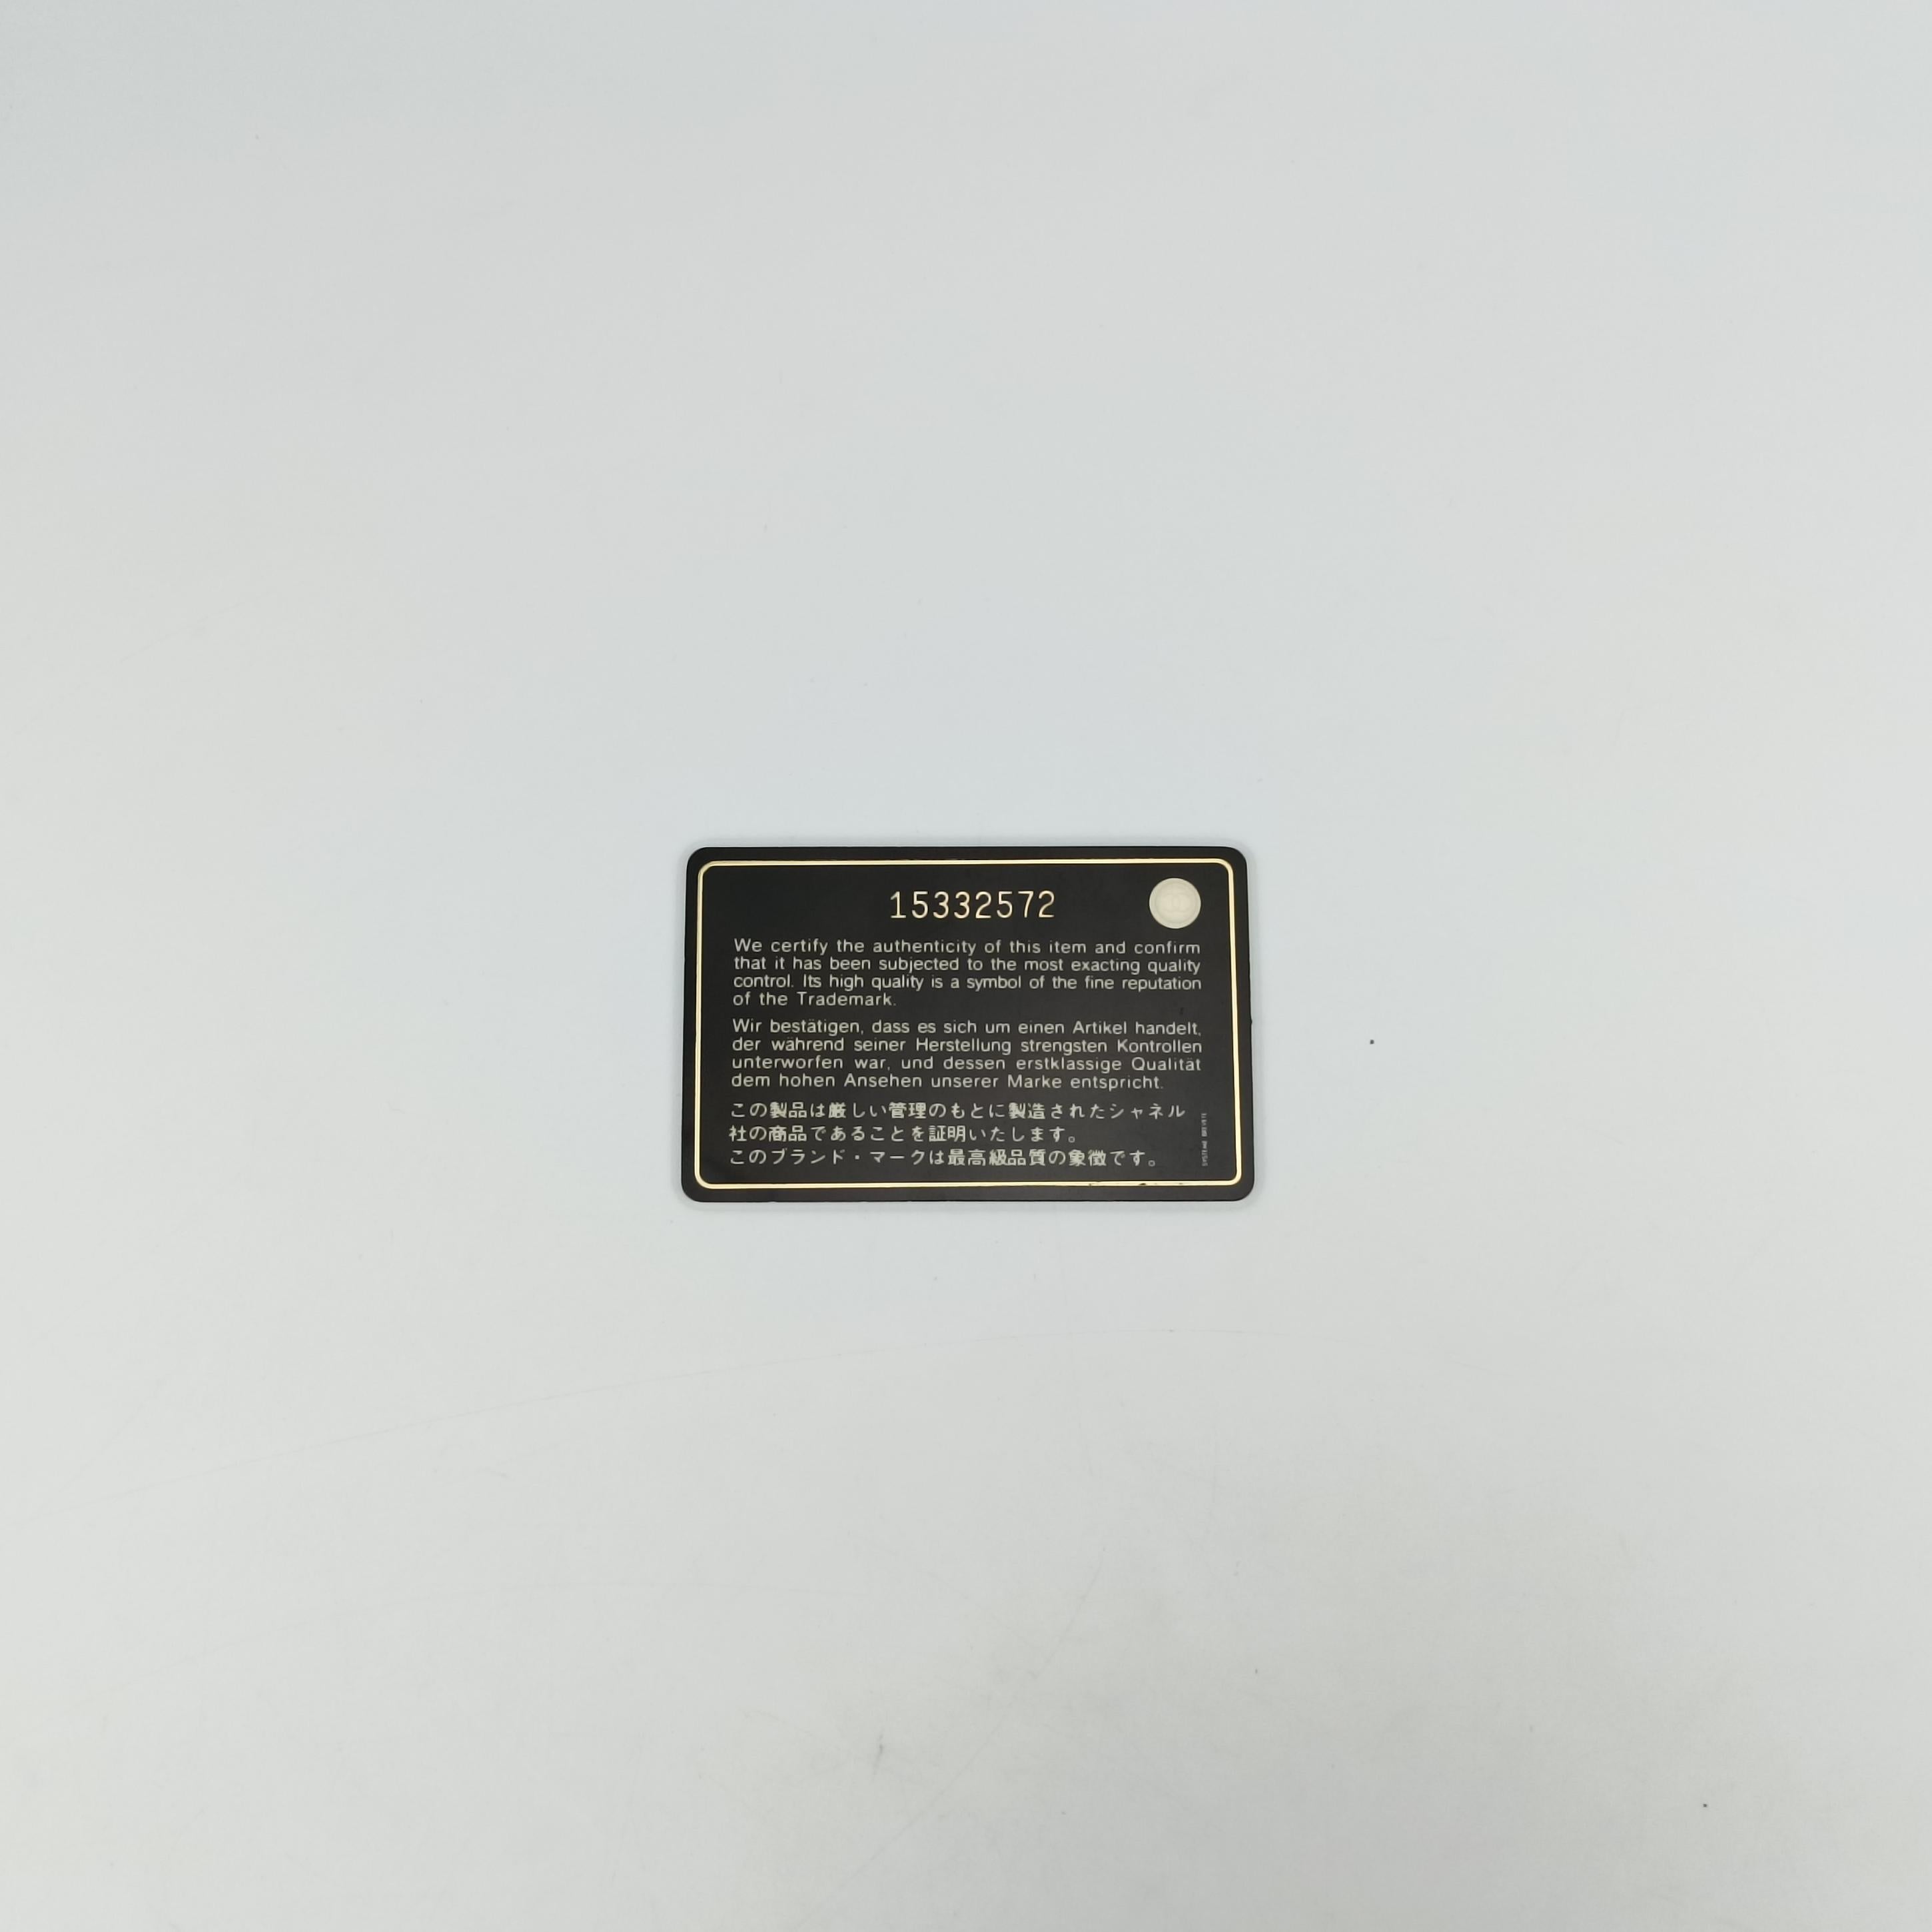 15332572
We certify the authenticity of this item and confirm
that it has been subjected to the most exacting quality
control. Its high quality is a symbol of the fine reputation
of the Trademark.
Wir bestätigen, dass es sich um einen Artikel handelt,
der während seiner Herstellung strengsten Kontrollen
unterworfen war, und dessen erstklassige Qualität
dem hohen Ansehen unserer Marke entspricht.
この製品は厳しい管理のもとに製造されたシャネル
社の商品であることを証明いたします。
このブランド・マークは最高級品質の象徴です。
SYSTEME BREVETE